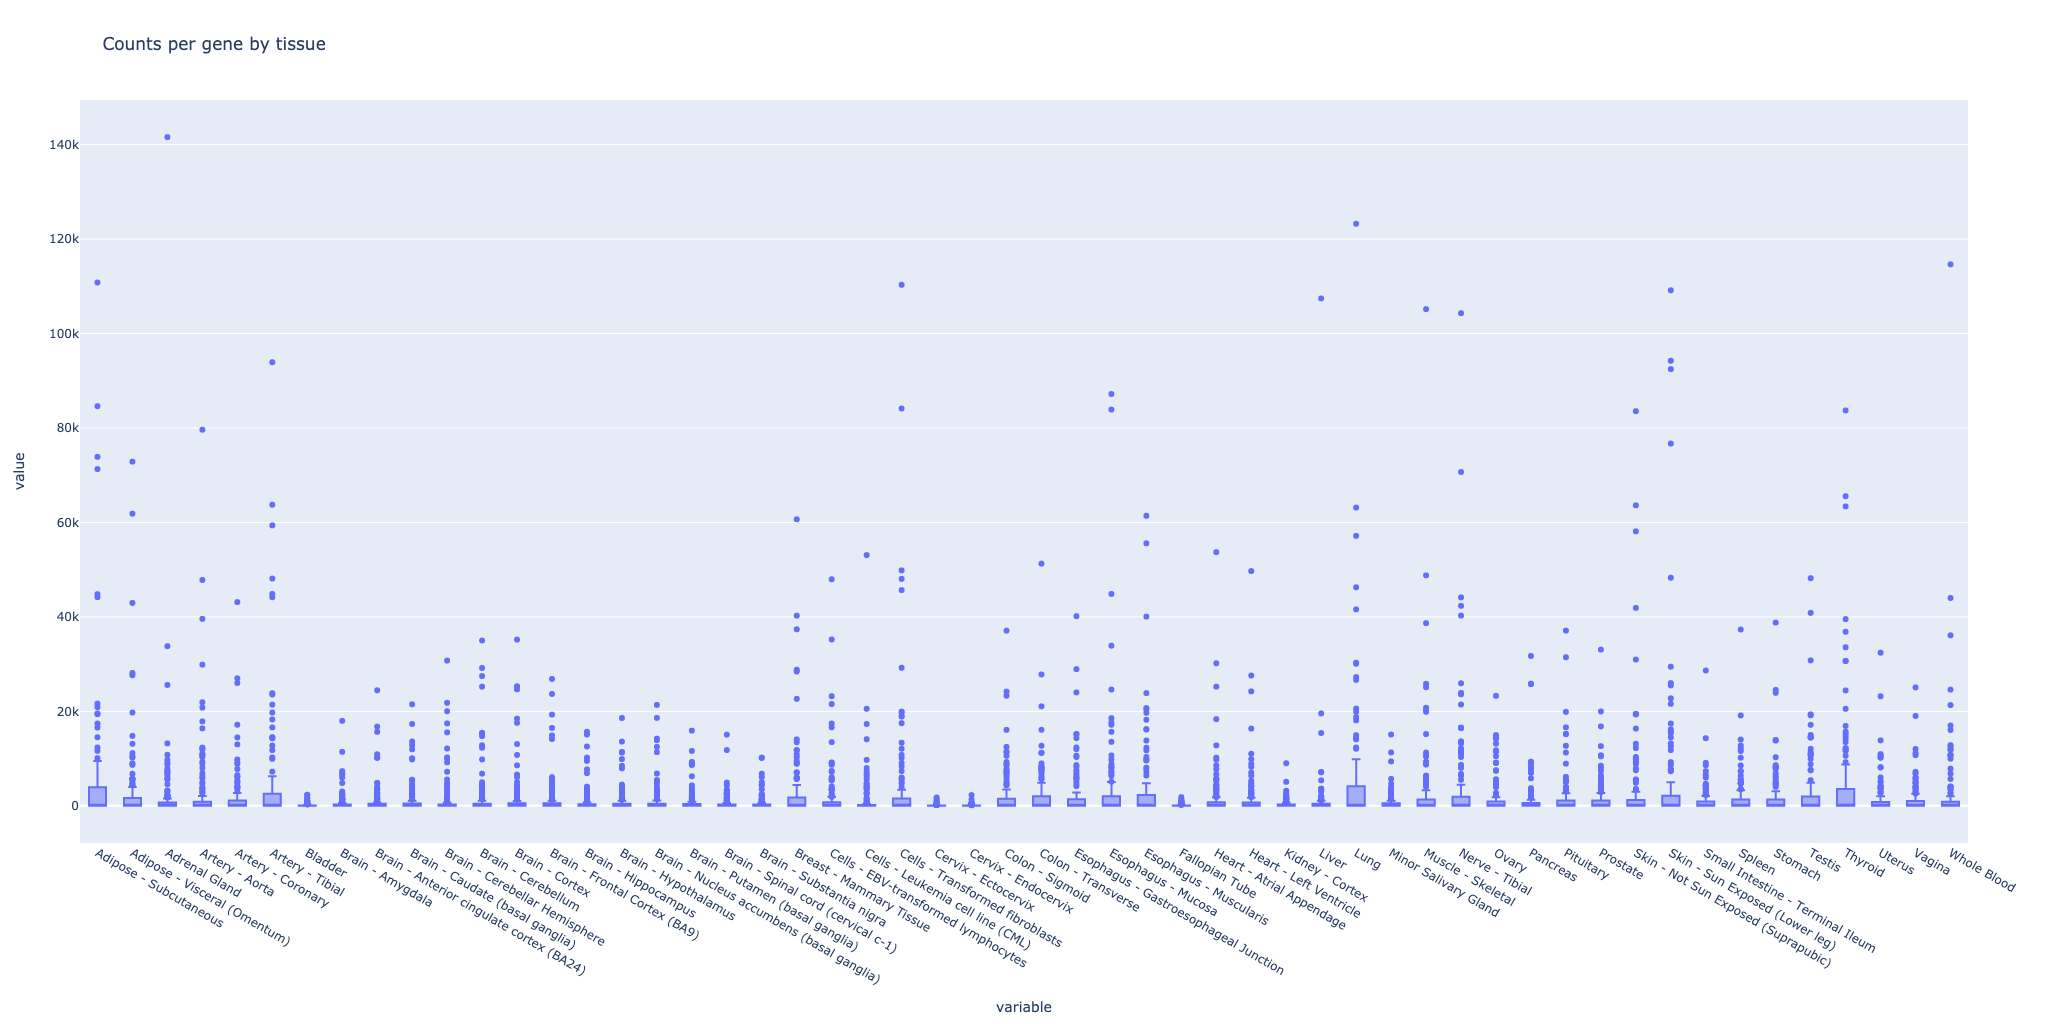 Counts per gene by tissue
140k
120k
100k
80k
60k
40k
20k
0
value
Adipose - Subcutaneous
Adipose - Visceral (Omentum)
Adrenal Gland
Artery - Aorta
Artery - Coronary
Artery - Tibial
Bladder
Brain - Amygdala
Brain - Anterior cingulate cortex (BA24)
Brain - Caudate (basal ganglia)
Brain - Cerebellar Hemisphere
Brain - Cerebellum
Brain - Cortex
Brain - Frontal Cortex (BA9)
Brain - Hippocampus
Brain - Hypothalamus
Brain - Nucleus accumbens (basal ganglia)
Brain - Putamen (basal ganglia)
Brain - Spinal cord (cervical c-1)
Brain - Substantia nigra
Breast - Mammary Tissue
Cells - EBV-transformed lymphocytes
Cells - Leukemia cell line (CML)
Cells - Transformed fibroblasts
Cervix - Ectocervix
Cervix - Endocervix
Colon - Sigmoid
Colon - Transverse
Esophagus - Gastroesophageal Junction
Esophagus - Mucosa
Esophagus - Muscularis
Fallopian Tube
Heart - Atrial Appendage
Heart - Left Ventricle
Kidney - Cortex
Liver
Lung
Minor Salivary Gland
Muscle - Skeletal
Nerve - Tibial
Ovary
Pancreas
Pituitary
Prostate
Skin - Not Sun Exposed (Suprapubic)
Skin - Sun Exposed (Lower leg)
Small Intestine - Terminal Ileum
Spleen
Stomach
Testis
Thyroid
Uterus
Vagina
Whole Blood
variable